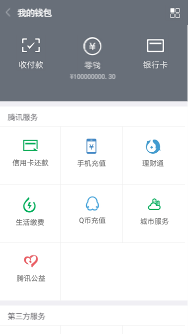 我的钱包
收付款
零钱
银行卡
¥100000000.30
腾讯服务
信用卡还款
手机充值
理财通
生活缴费
Q币充值
城市服务
腾讯公益
第三方服务